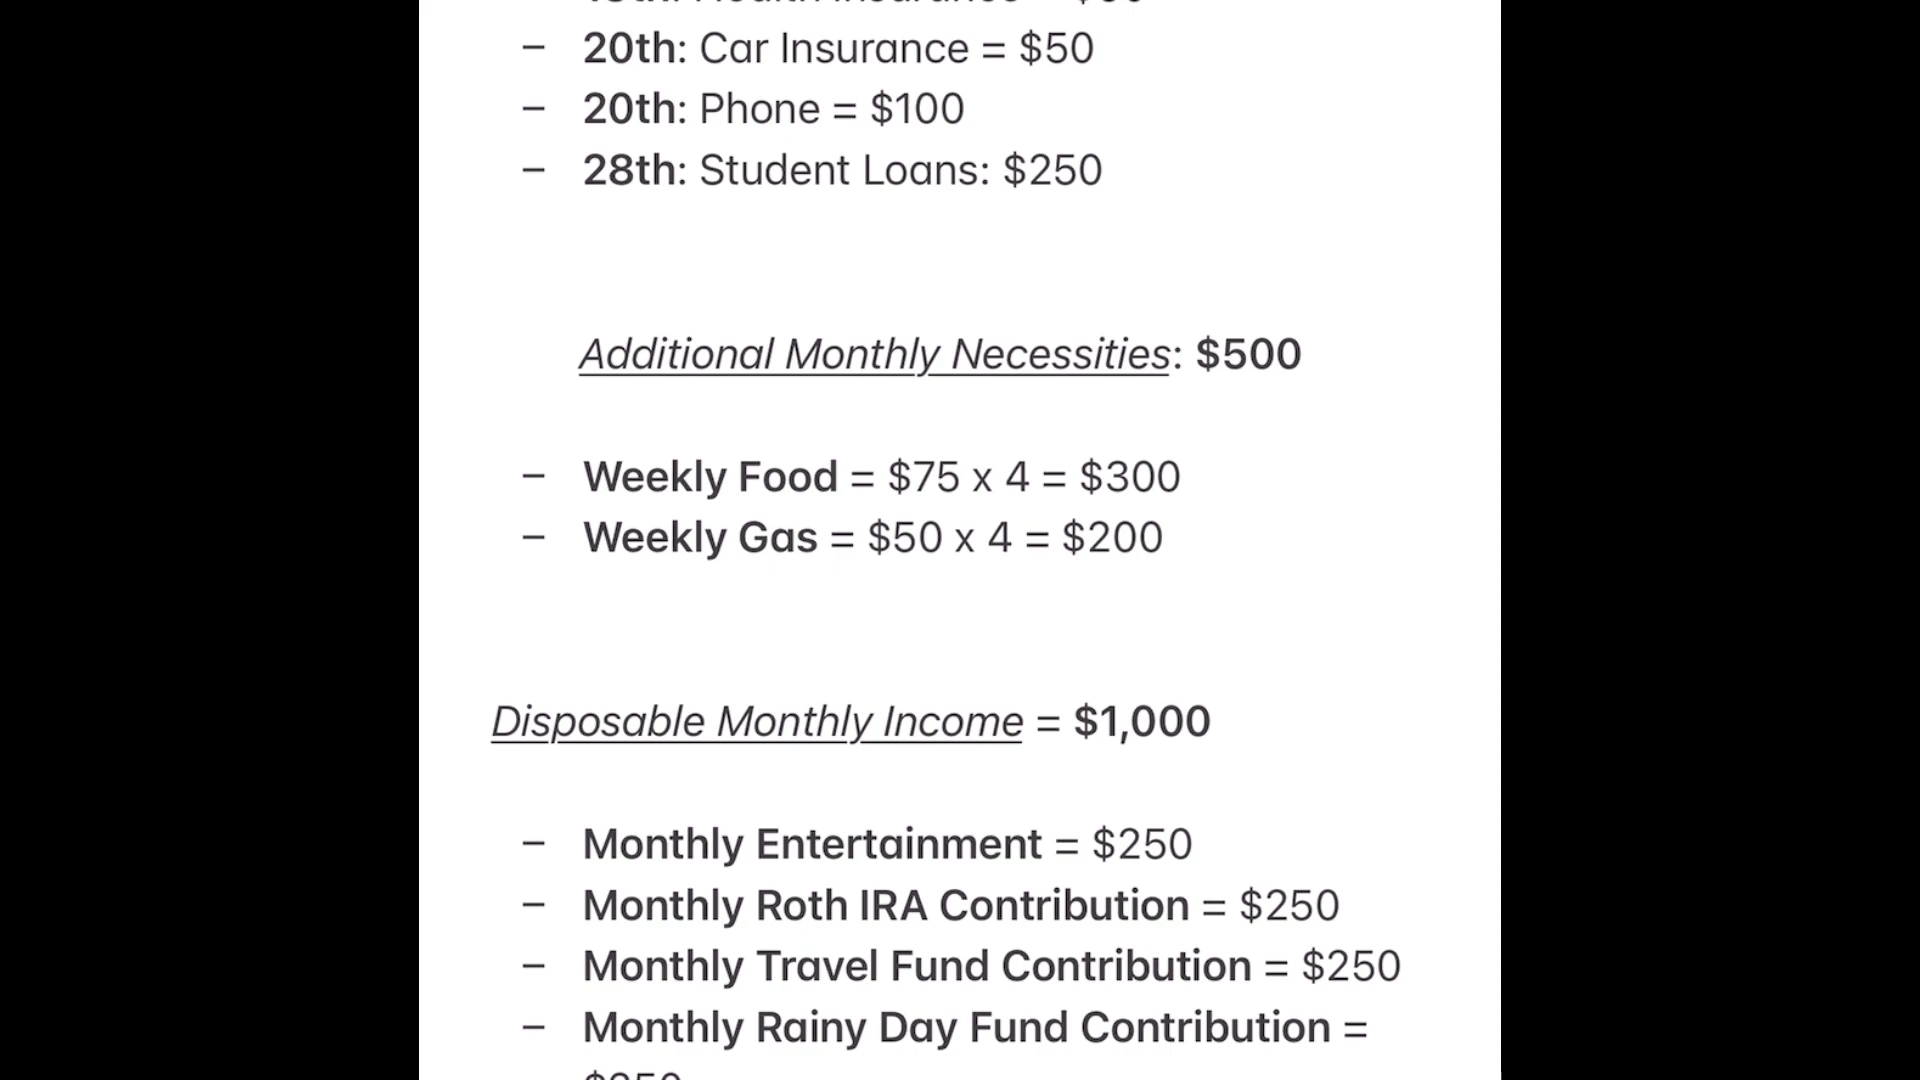 – 20th: Car Insurance = $50
– 20th: Phone = $100
– 28th: Student Loans: $250
Additional Monthly Necessities: $500
– Weekly Food = $75 x 4 = $300
– Weekly Gas = $50 x 4 = $200
Disposable Monthly Income = $1,000
– Monthly Entertainment = $250
– Monthly Roth IRA Contribution = $250
– Monthly Travel Fund Contribution = $250
– Monthly Rainy Day Fund Contribution =